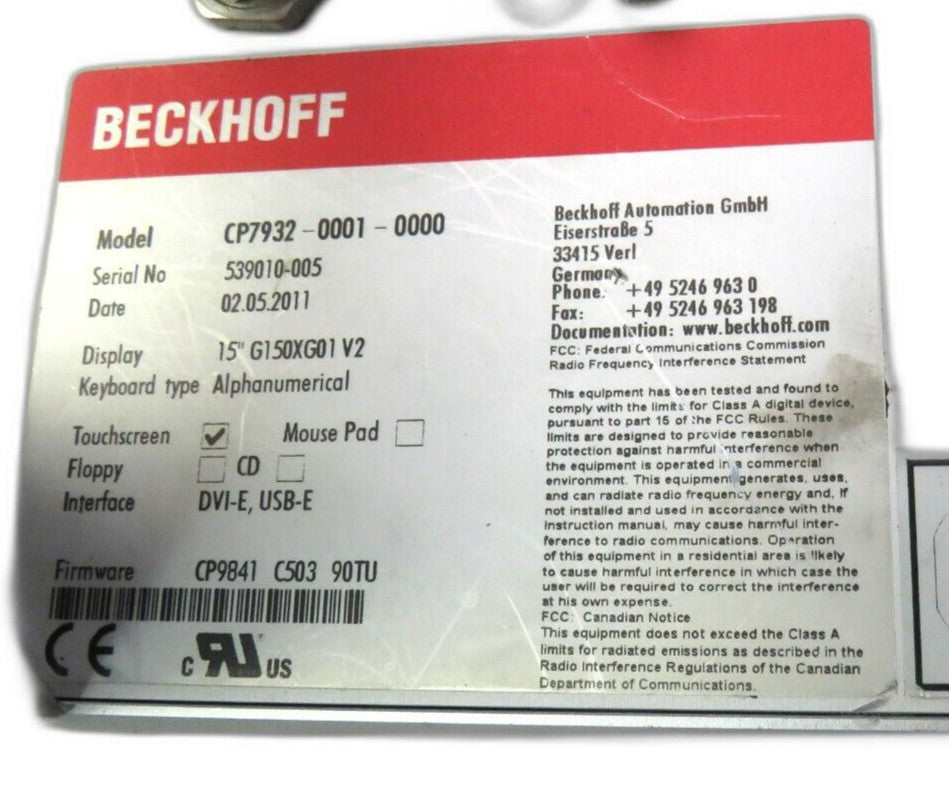 BECKHOFF
Model CP7932-0001-0000
Serial No 539010-005
Date 02.05.2011
Display 15" G150XG01 V2
Keyboard type Alphanumerical
Touchscreen Mouse Pad
Floppy CD
Interface DVI-E, USB-E
Firmware CP9841 C503 90TU
CE
C RU US
Beckhoff Automation GmbH
Eiserstraße 5
33415 Verl
Germany
Phone: +49 5246 963 0
Fax: +49 5246 963 198
Documentation: www.beckhoff.com
FCC: Federal Communications Commission
Radio Frequency Interference Statement
This equipment has been tested and found to
comply with the limits for Class A digital device,
pursuant to part 15 of the FCC Rules. These
limits are designed to provide reasonable
protection against harmful interference when
the equipment is operated in a commercial
environment. This equipment generates, uses,
and can radiate radio frequency energy and, if
not installed and used in accordance with the
instruction manual, may cause harmful inter-
ference to radio communications. Operation
of this equipment in a residential area is likely
to cause harmful interference in which case the
user will be required to correct the interference
at his own expense.
FCC: Canadian Notice
This equipment does not exceed the Class A
limits for radiated emissions as described in the
Radio Interference Regulations of the Canadian
Department of Communications.